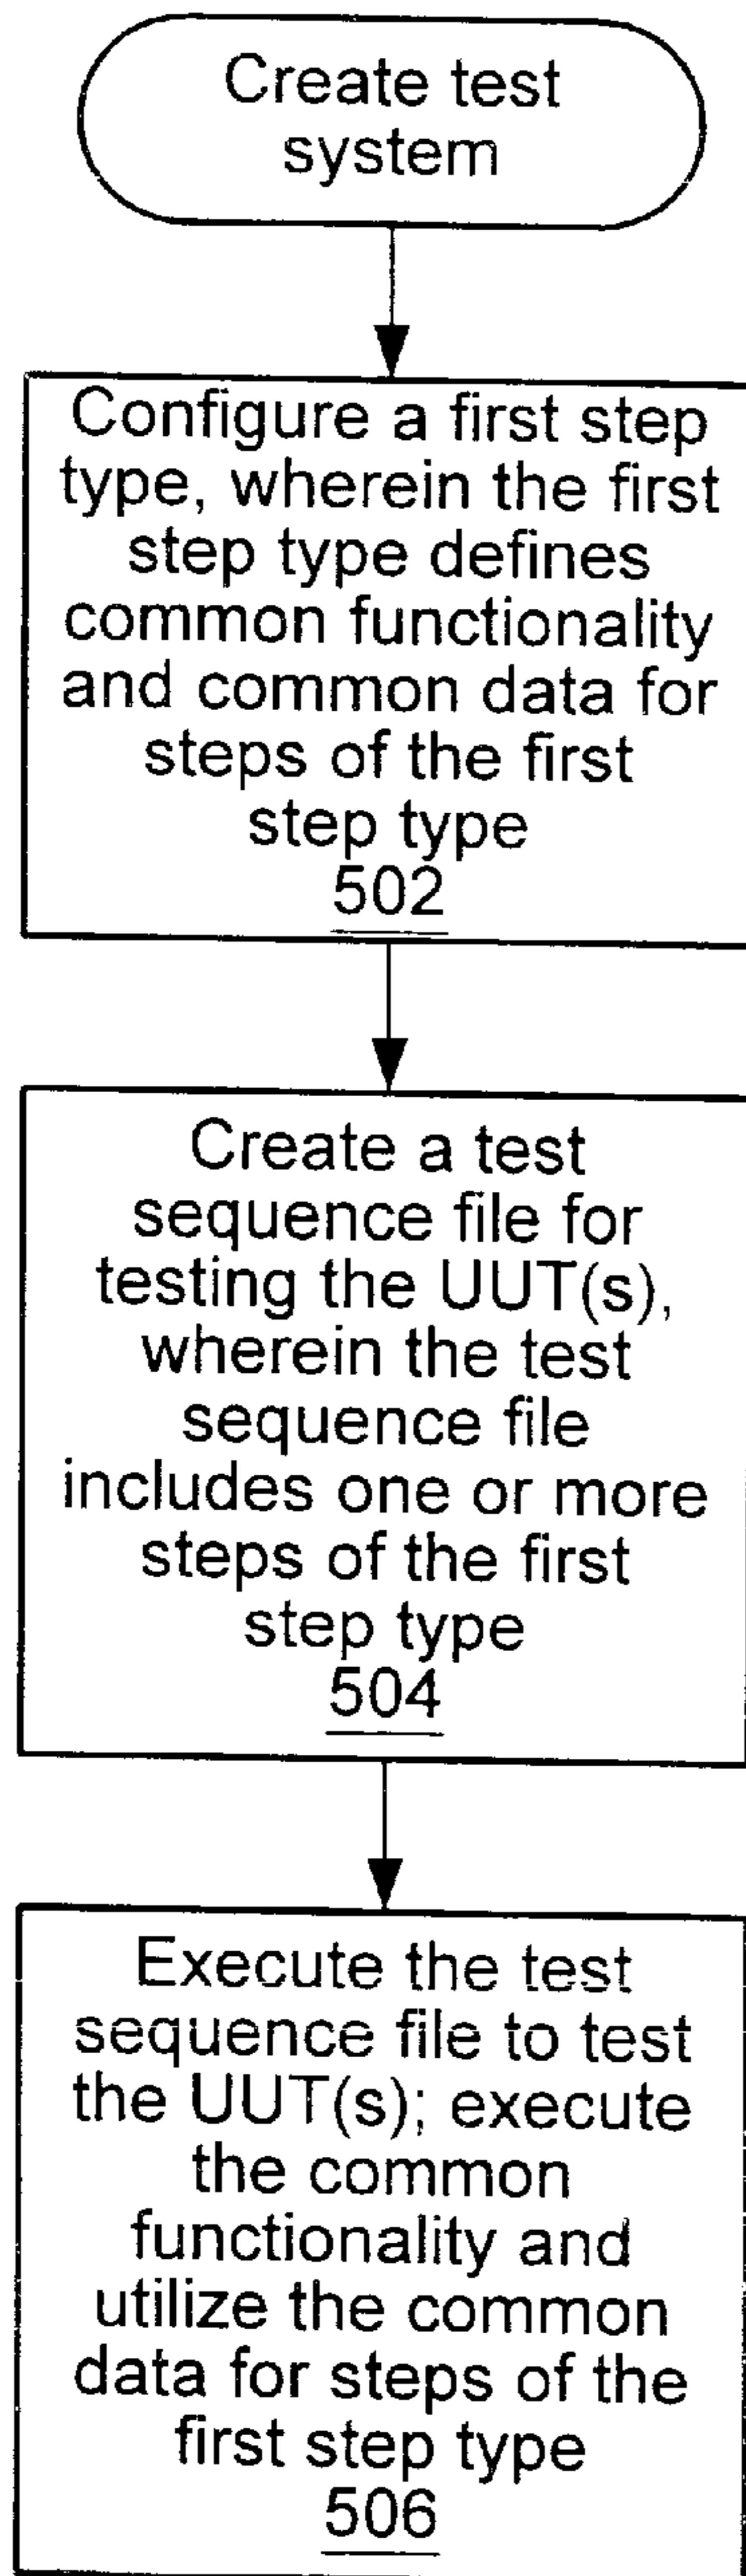 Create test
system
Configure a first step
type, wherein the first
step type defines
common functionality
and common data for
steps of the first
step type
502
Create a test
sequence file for
testing the UUT(s),
wherein the test
sequence file
includes one or more
steps of the first
step type
504
Execute the test
sequence file to test
the UUT(s); execute
the common
functionality and
utilize the common
data for steps of the
first step type
506